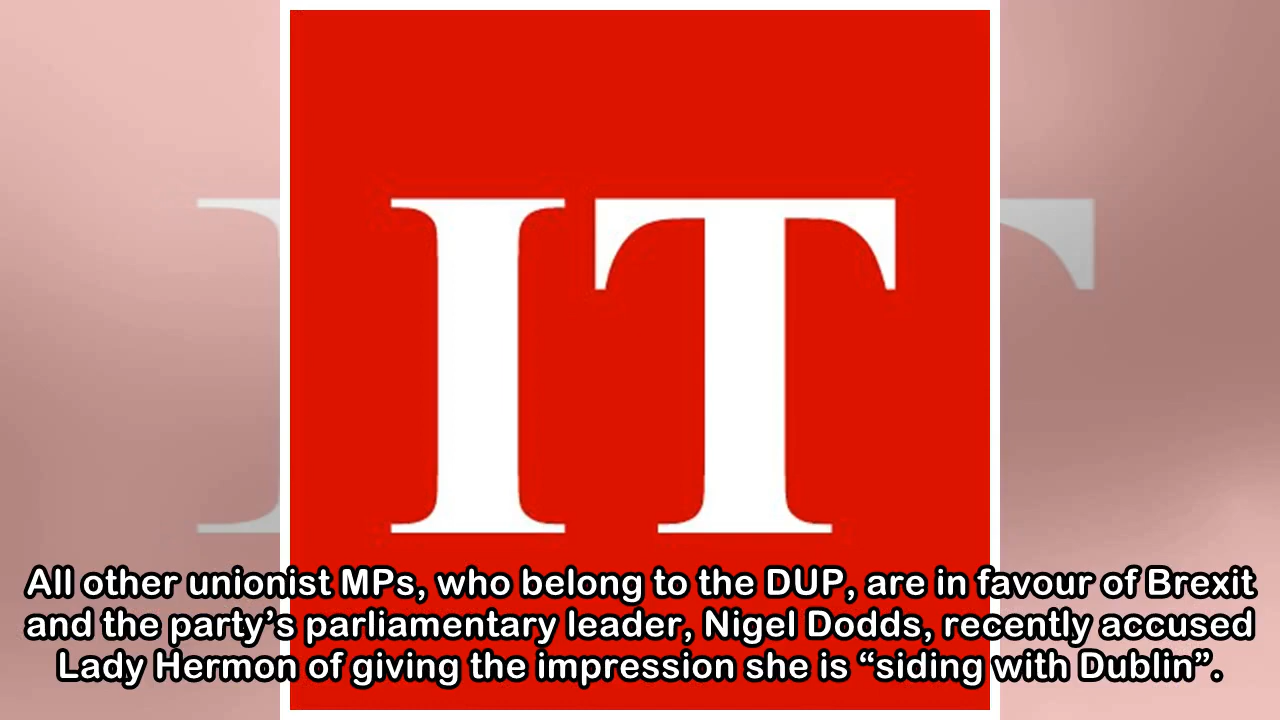 IT
All other unionist MPs, who belong to the DUP, are in favour of Brexit
and the party’s parliamentary leader, Nigel Dodds, recently accused
Lady Hermon of giving the impression she is “siding with Dublin”.